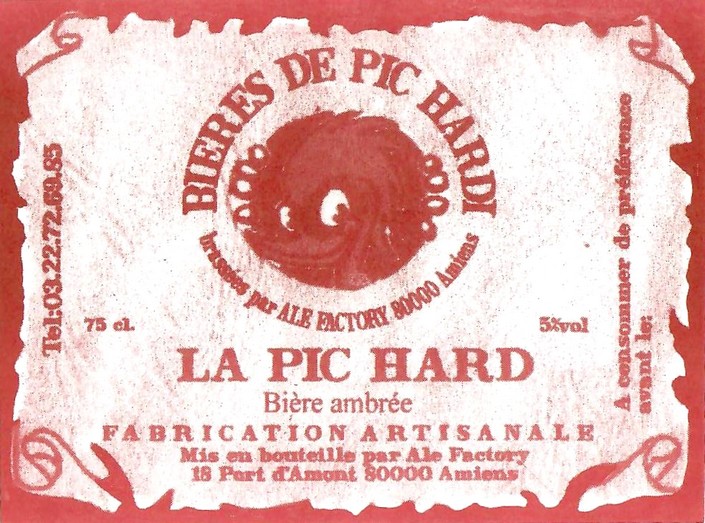 BIERES DE PIC HARDI
brassées par ALE FACTORY 80000 Amiens
Tel:03.22.72.69.85
75 cl.
5%vol
A consommer de préférence
avant le:
LA PIC HARD
Bière ambrée
FABRICATION ARTISANALE
Mis en bouteille par Ale Factory
18 Port d'Amont 80000 Amiens